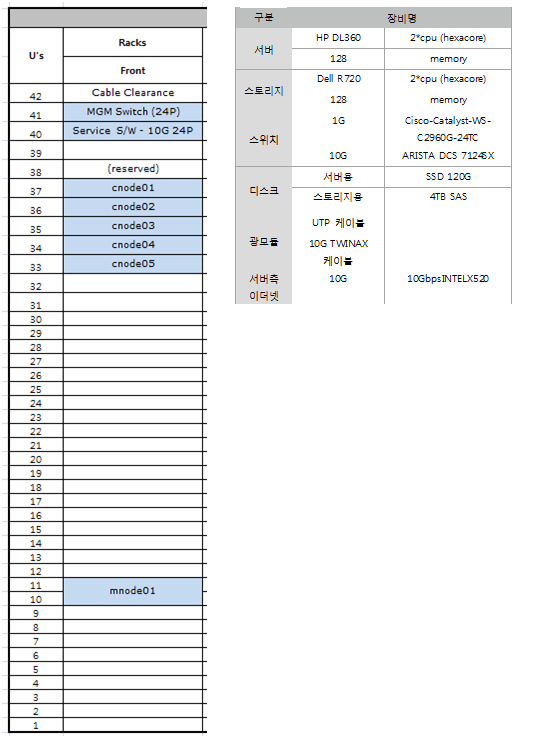 U's
Racks
Front
42 Cable Clearance
41 MGM Switch (24P)
40 Service S/W - 10G 24P
39
38 (reserved)
37 cnode01
36 cnode02
35 cnode03
34 cnode04
33 cnode05
32
31
30
29
28
27
26
25
24
23
22
21
20
19
18
17
16
15
14
13
12
11
mnode01
10
9
8
7
6
5
4
3
2
1
구분 장비명
서버 HP DL360 2*cpu (hexacore)
128 memory
스토리지 Dell R720 2*cpu (hexacore)
128 memory
스위치 1G Cisco-Catalyst-WS-
C2960G-24TC
10G ARISTA DCS 7124SX
디스크 서버용 SSD 120G
스토리지용 4TB SAS
광모듈 UTP 케이블
10G TWINAX
케이블
서버측 10G 10GbpsINTELX520
이더넷